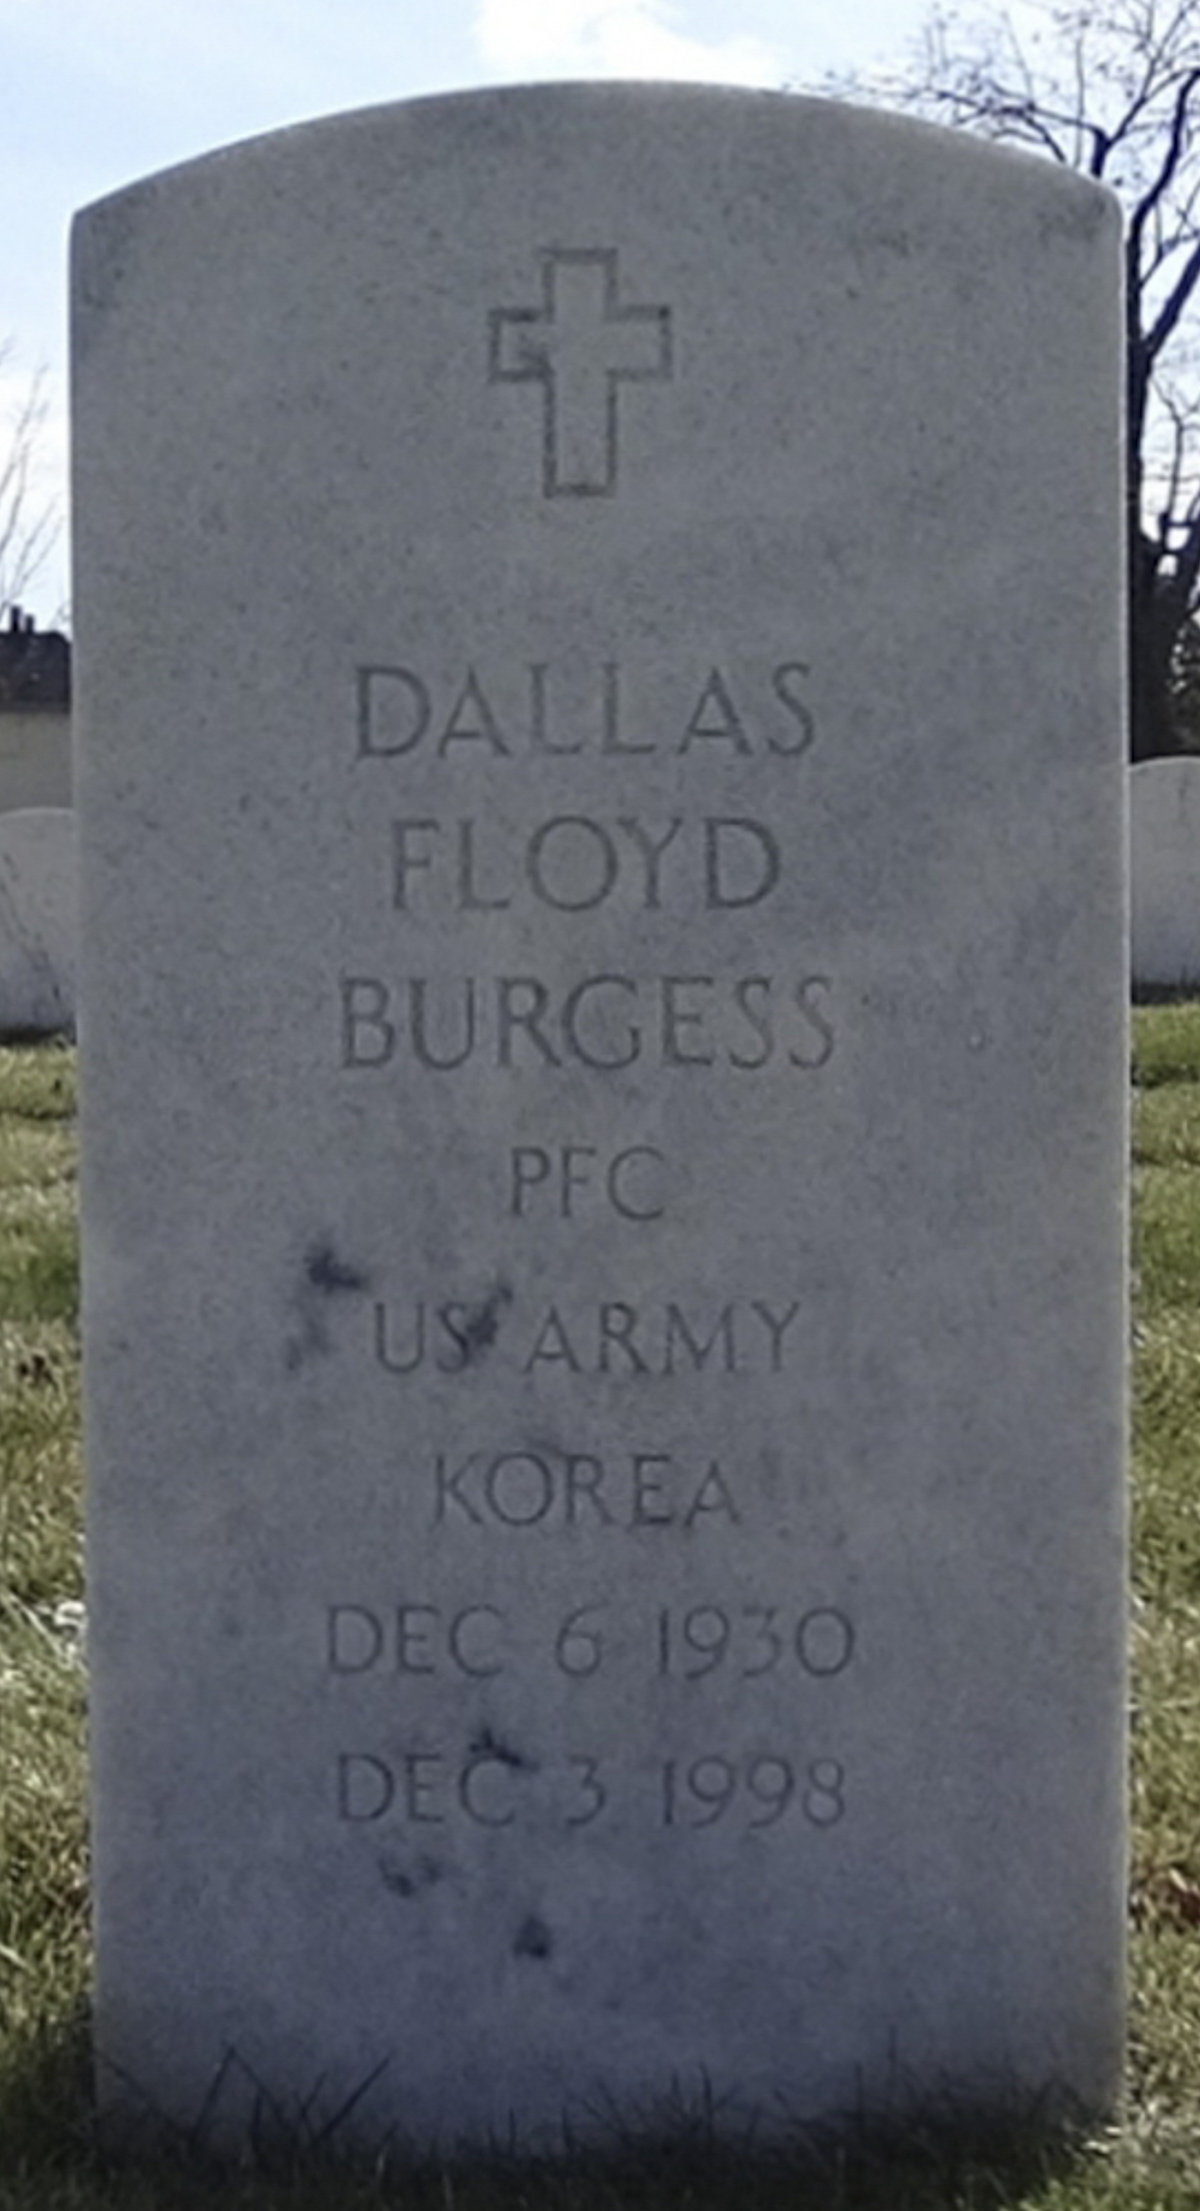 DALLAS
FLOYD
BURGESS
PFC
US ARMY
KOREA
DEC 6 1930
DEC 3 1998